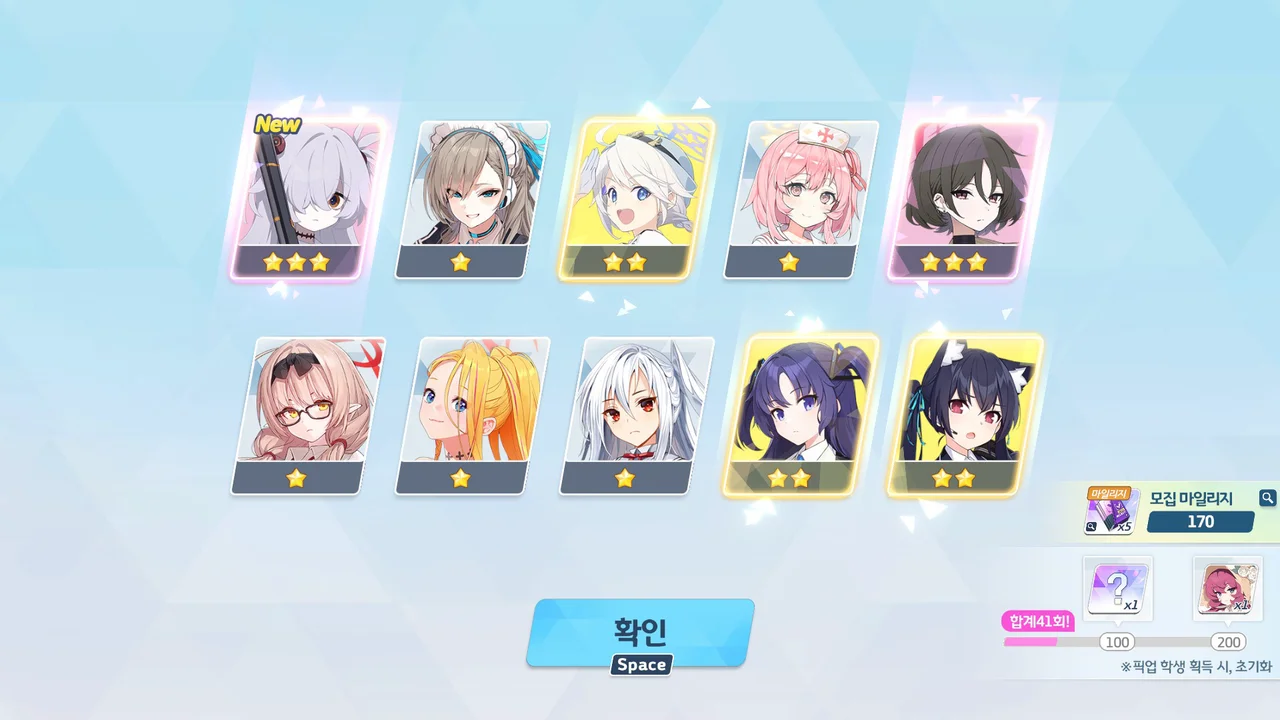 New
마일리지
x5
모집 마일리지
170
x1
x1
합계41회!
100
200
※픽업 학생 획득 시, 초기화
확인
Space